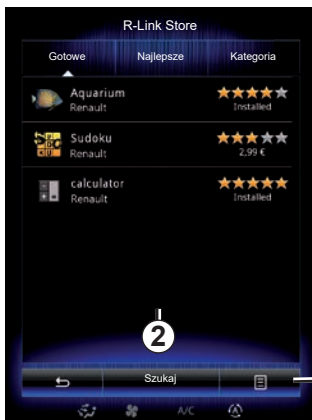 R-Link Store
Gotowe Najlepsze Kategoria
Aquarium
Renault
Installed
Sudoku
Renault
2,99 €
calculator
Renault
Installed
2
Szukaj
A/C
A